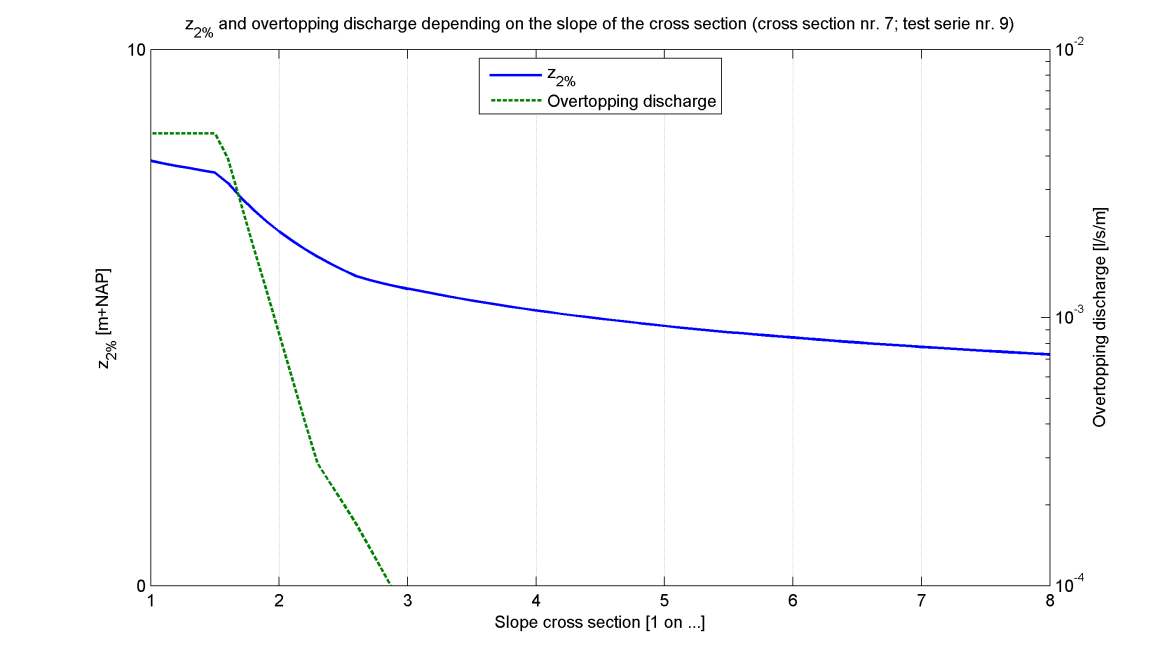 z2% and overtopping discharge depending on the slope of the cross section (cross section nr. 7; test serie nr. 9)
10
10-2
z2%
Overtopping discharge
z2% [m+NAP]
10-3
Overtopping discharge [l/s/m]
0
10-4
1 2 3 4 5 6 7 8
Slope cross section [1 on ...]